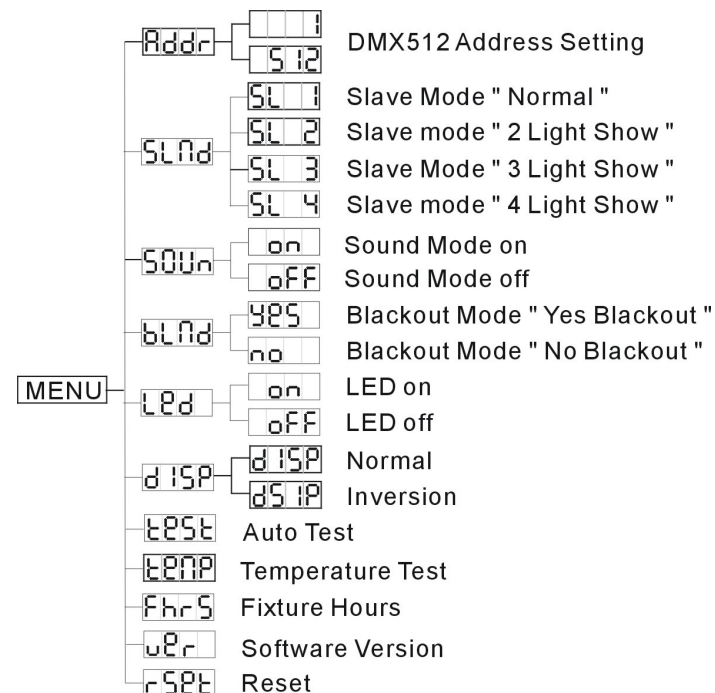 Addr 1 DMX512 Address Setting
512
SLMd SL 1 Slave Mode " Normal "
SL 2 Slave mode " 2 Light Show "
SL 3 Slave Mode " 3 Light Show "
SL 4 Slave mode " 4 Light Show "
SOUn on Sound Mode on
oFF Sound Mode off
bLMd yes Blackout Mode " Yes Blackout "
no Blackout Mode " No Blackout "
MENU
Led on LED on
oFF LED off
dISP dISP Normal
dSIP Inversion
test Auto Test
teMP Temperature Test
FhrS Fixture Hours
ver Software Version
rSet Reset